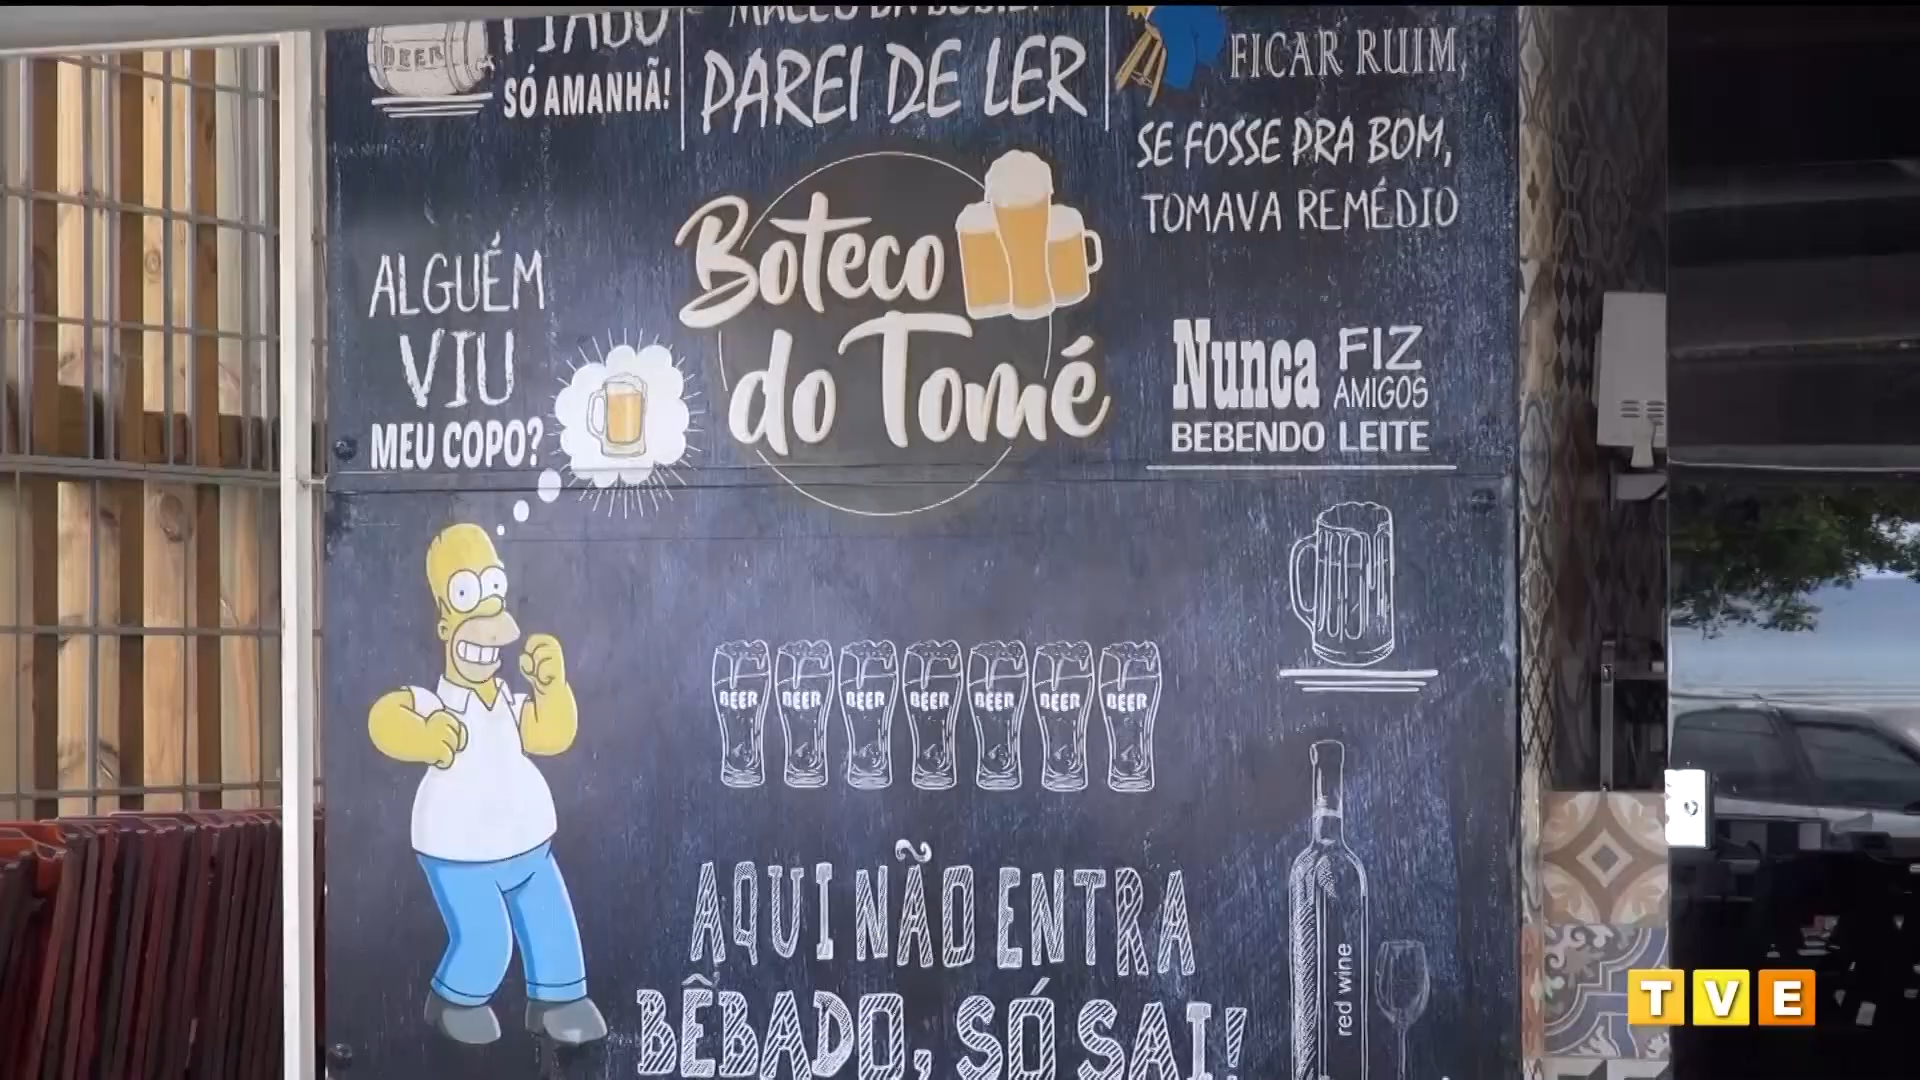 BEER
FIADO
SÓ AMANHÃ!
PAREI DE LER
FICAR RUIM,
SE FOSSE PRA BOM,
TOMAVA REMÉDIO
Boteco
do Tomé
ALGUÉM
VIU
MEU COPO?
Nunca FIZ
AMIGOS
BEBENDO LEITE
BEER BEER BEER BEER BEER BEER BEER
AQUI NÃO ENTRA
BÊBADO, SÓ SAI!
red wine
TVE